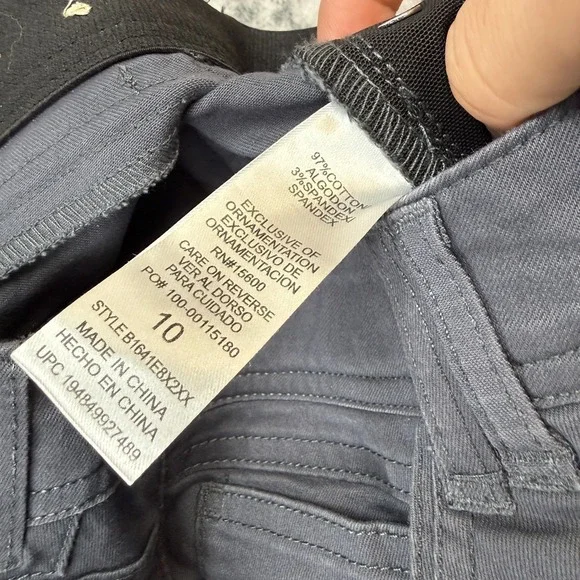 97%COTTON
ALGODON
3%SPANDEX/
SPANDEX
EXCLUSIVE OF
ORNAMENTATION
EXCLUSIVO DE
ORNAMENTACION
RN#15600
CARE ON REVERSE
VER AL DORSO
PARA CUIDADO
PO# 100-00115180
10
STYLE B1641E8X2XX
MADE IN CHINA
HECHO EN CHINA
UPC 194849927489